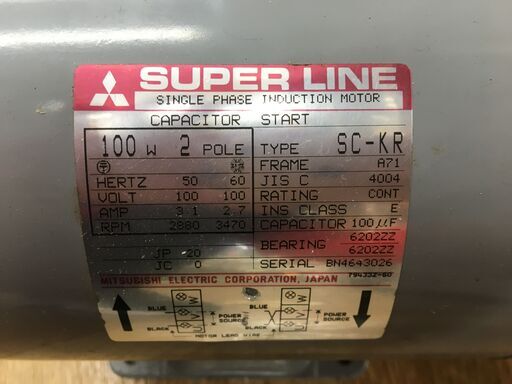 SUPER LINE
SINGLE PHASE INDUCTION MOTOR
CAPACITOR START
100 W 2 POLE
TYPE SC-KR
FRAME A71
HERTZ 50 60
JIS C 4004
VOLT 100 100
RATING CONT
AMP 3.1 2.7
INS CLASS E
RPM 2880 3470
CAPACITOR 100μF
BEARING 6202ZZ
6202ZZ
JP 20
JC 0
SERIAL BN4643026
MITSUBISHI ELECTRIC CORPORATION, JAPAN
BLUE
POWER SOURCE
BLACK
BLUE
POWER SOURCE
BLACK
MOTOR LEAD WIRE